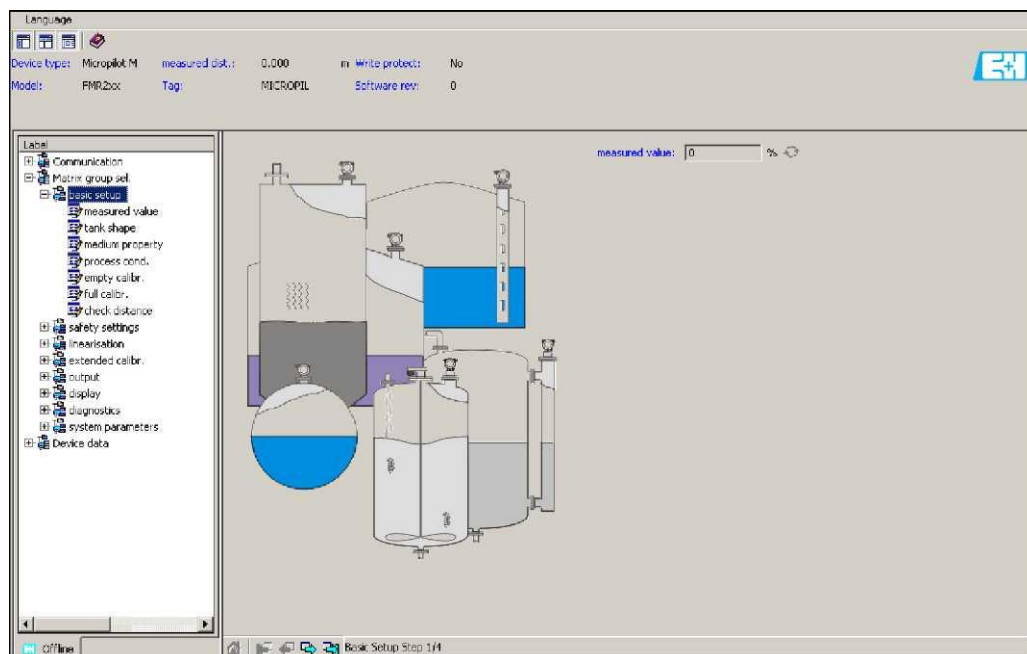 Language
Device type: Micropilot M measured dist.: 0.000 m Write protect: No
Model: FMR2xx Tag: MICROPIL Software rev: 0
E+H
Label
Communication
Matrix group sel.
basic setup
measured value
tank shape
medium property
process cond.
empty calibr.
full calibr.
check distance
safety settings
linearisation
extended calibr.
output
display
diagnostics
system parameters
Device data
measured value: 0 %
Offline
Basic Setup Step 1/4